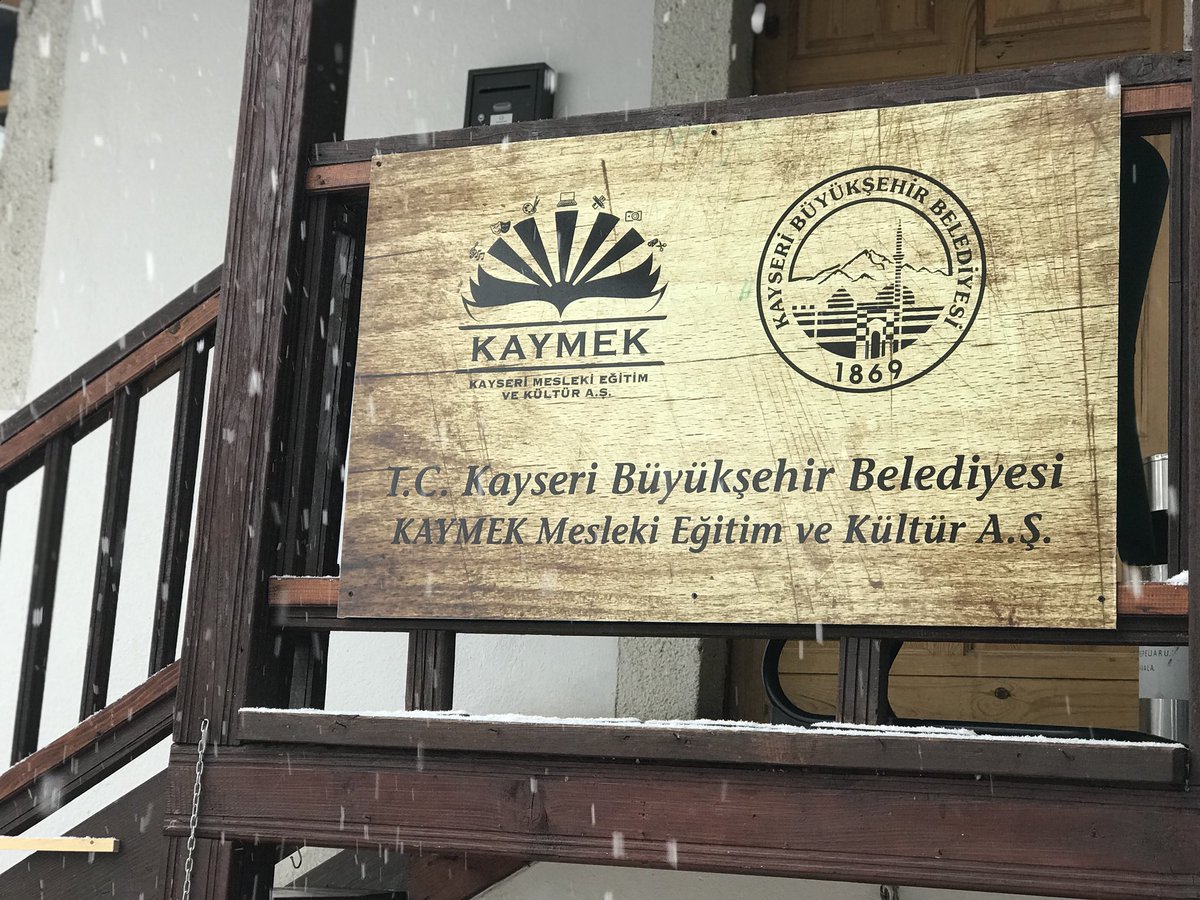 KAYMEK
KAYSERİ MESLEKİ EĞİTİM
VE KÜLTÜR A.Ş.
KAYSERİ BÜYÜKŞEHİR BELEDİYESİ
1869
T.C. Kayseri Büyükşehir Belediyesi
KAYMEK Mesleki Eğitim ve Kültür A.Ş.